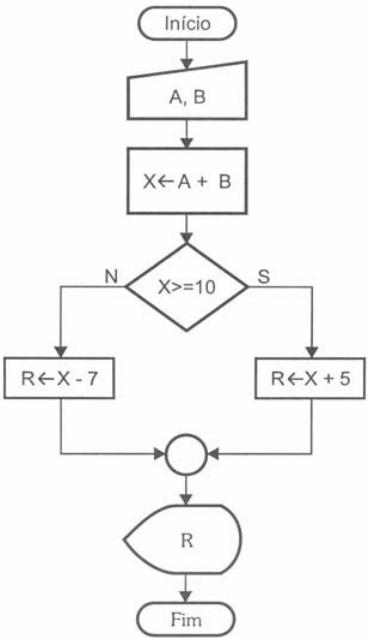 Início
A, B
X←A + B
N
X>=10
S
R←X - 7
R←X + 5
R
Fim